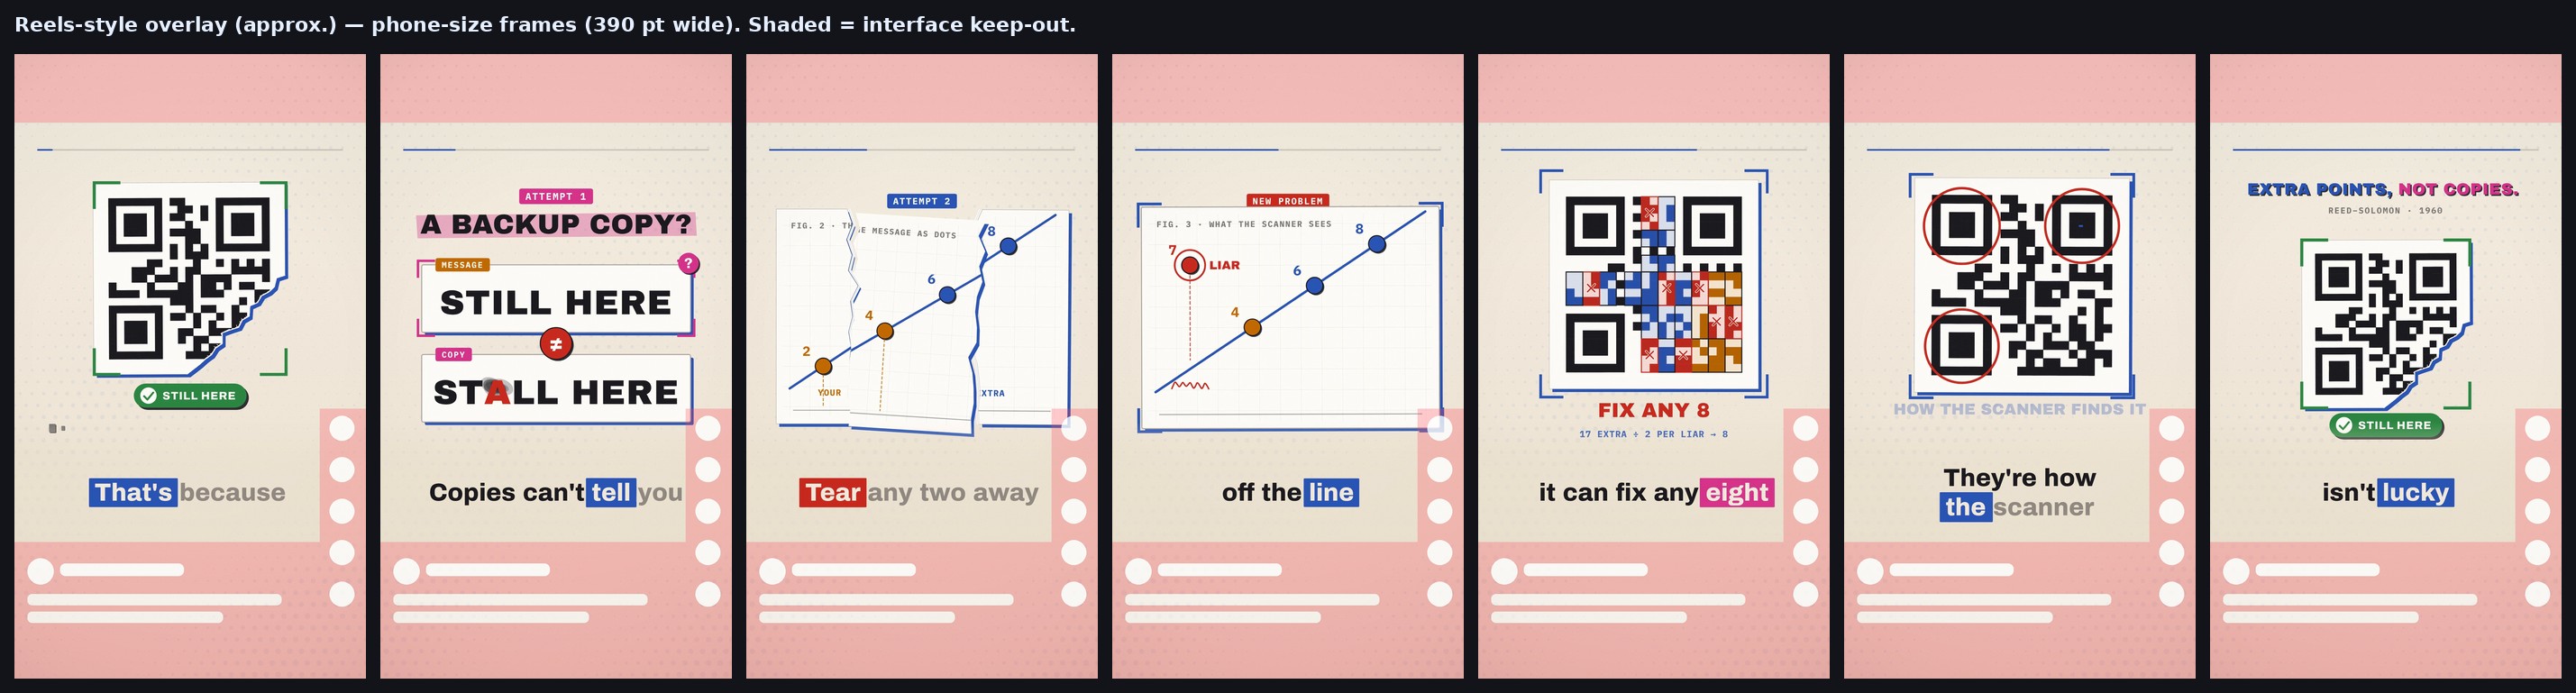 Reels-style overlay (approx.) — phone-size frames (390 pt wide). Shaded = interface keep-out.
STILL HERE
That's because
ATTEMPT 1
A BACKUP COPY?
MESSAGE
?
STILL HERE
≠
COPY
STALL HERE
Copies can't tell you
ATTEMPT 2
FIG. 2 · TH
E MESSAGE AS DOTS
8
6
4
2
YOUR
XTRA
Tear any two away
NEW PROBLEM
FIG. 3 · WHAT THE SCANNER SEES
8
7
LIAR
6
4
off the line
FIX ANY 8
17 EXTRA ÷ 2 PER LIAR → 8
it can fix any eight
HOW THE SCANNER FINDS IT
They're how
the scanner
EXTRA POINTS, NOT COPIES.
REED-SOLOMON · 1960
STILL HERE
isn't lucky